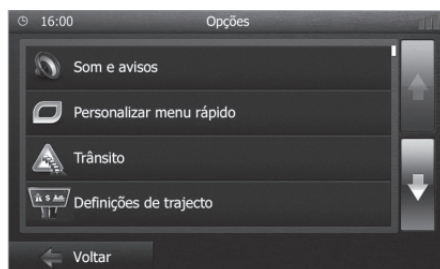 16:00 Opções
Som e avisos
Personalizar menu rápido
Trânsito
Definições de trajecto
Voltar